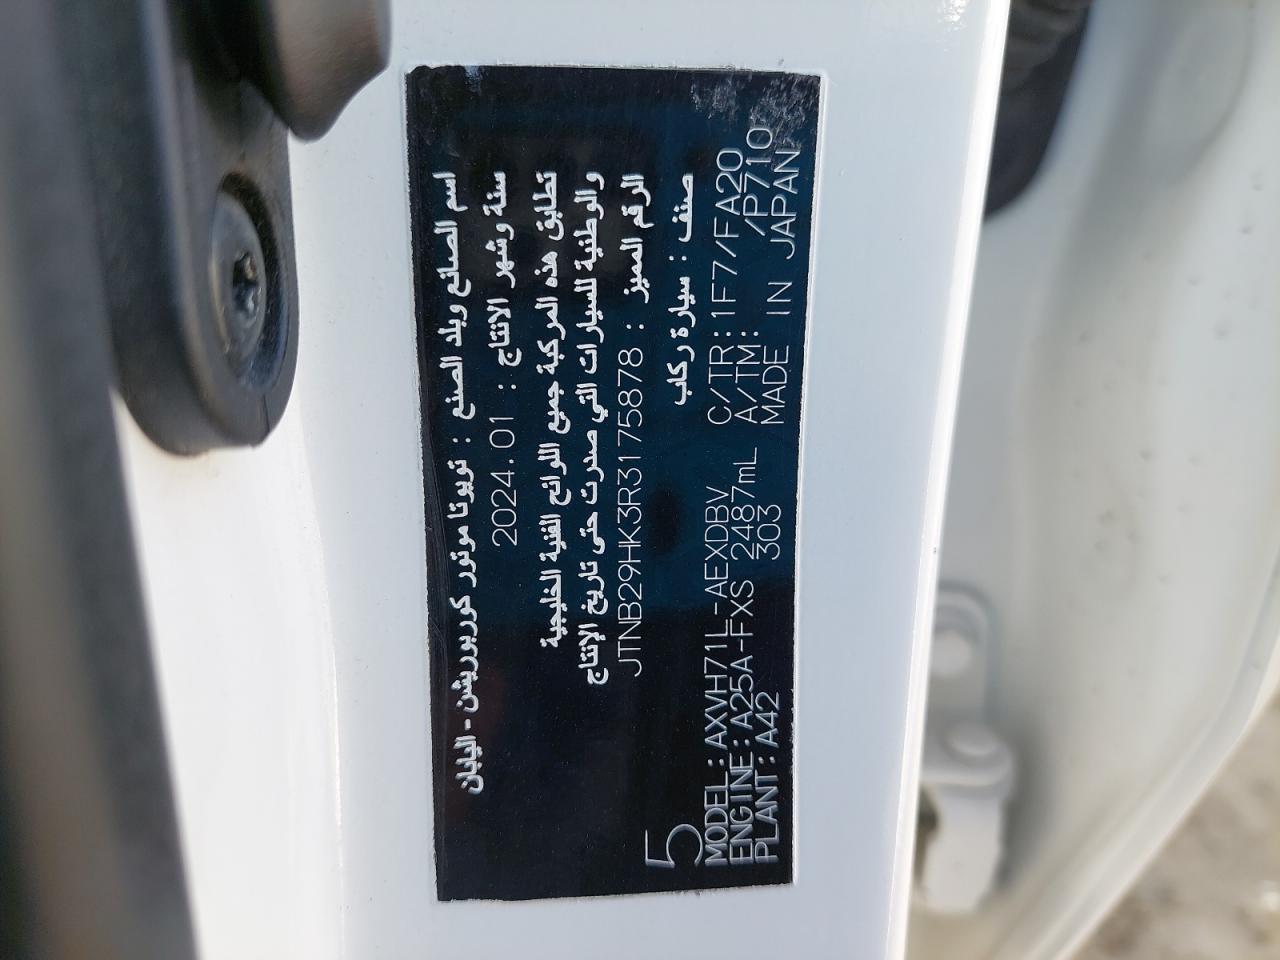 اسم الصانع وبلد الصنع : تويوتا موتور كوربوريشن - اليابان
سنة وشهر الانتاج : 2024.01
تطابق هذه المركبة جميع اللوائح الفنية الخليجية
والوطنية للسيارات التي صدرت حتى تاريخ الإنتاج
الرقم المميز : JTNB29HK3R3175878
صنف : سيارة ركاب
5
MODEL:AXVH71L-AEXDBV C/TR:1F7/FA20
ENGINE:A25A-FXS 2487mL A/TM: /P710
PLANT:A42 303 MADE IN JAPAN